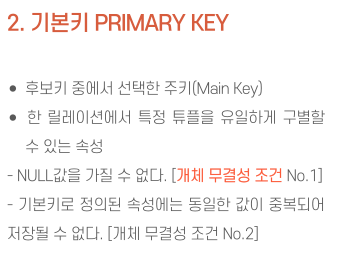 2. 기본키 PRIMARY KEY
• 후보키 중에서 선택한 주키(Main Key)
• 한 릴레이션에서 특정 튜플을 유일하게 구별할
수 있는 속성
- NULL값을 가질 수 없다. [개체 무결성 조건 No.1]
- 기본키로 정의된 속성에는 동일한 값이 중복되어
저장될 수 없다. [개체 무결성 조건 No.2]